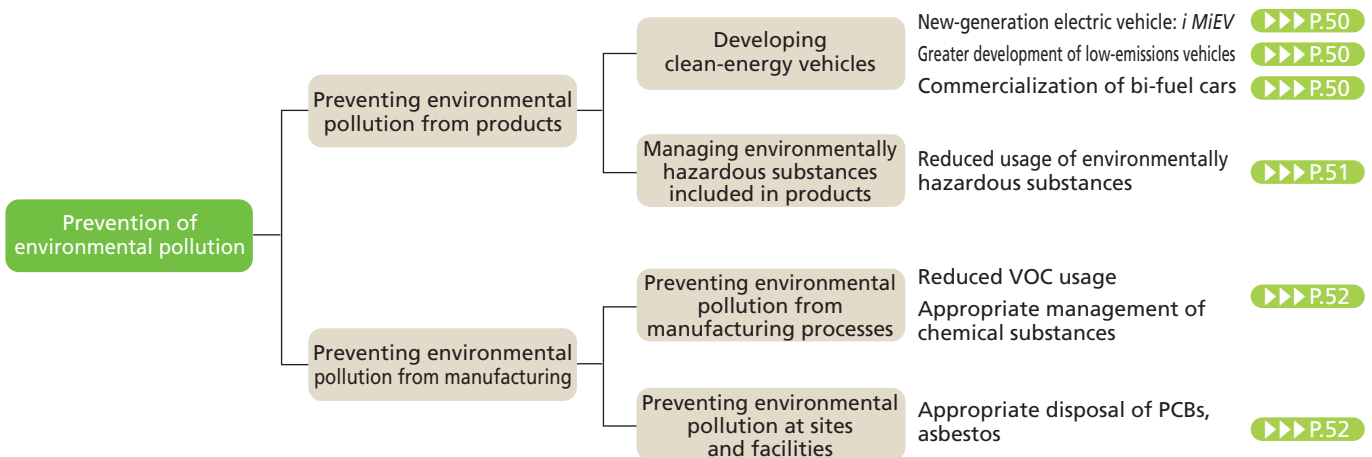 Prevention of
environmental pollution
Preventing environmental
pollution from products
Developing
clean-energy vehicles
New-generation electric vehicle: i MiEV ▶▶▶P.50
Greater development of low-emissions vehicles ▶▶▶P.50
Commercialization of bi-fuel cars ▶▶▶P.50
Managing environmentally
hazardous substances
included in products
Reduced usage of environmentally
hazardous substances
▶▶▶P.51
Preventing environmental
pollution from manufacturing
Preventing environmental
pollution from
manufacturing processes
Reduced VOC usage
Appropriate management of
chemical substances
▶▶▶P.52
Preventing environmental
pollution at sites
and facilities
Appropriate disposal of PCBs,
asbestos
▶▶▶P.52